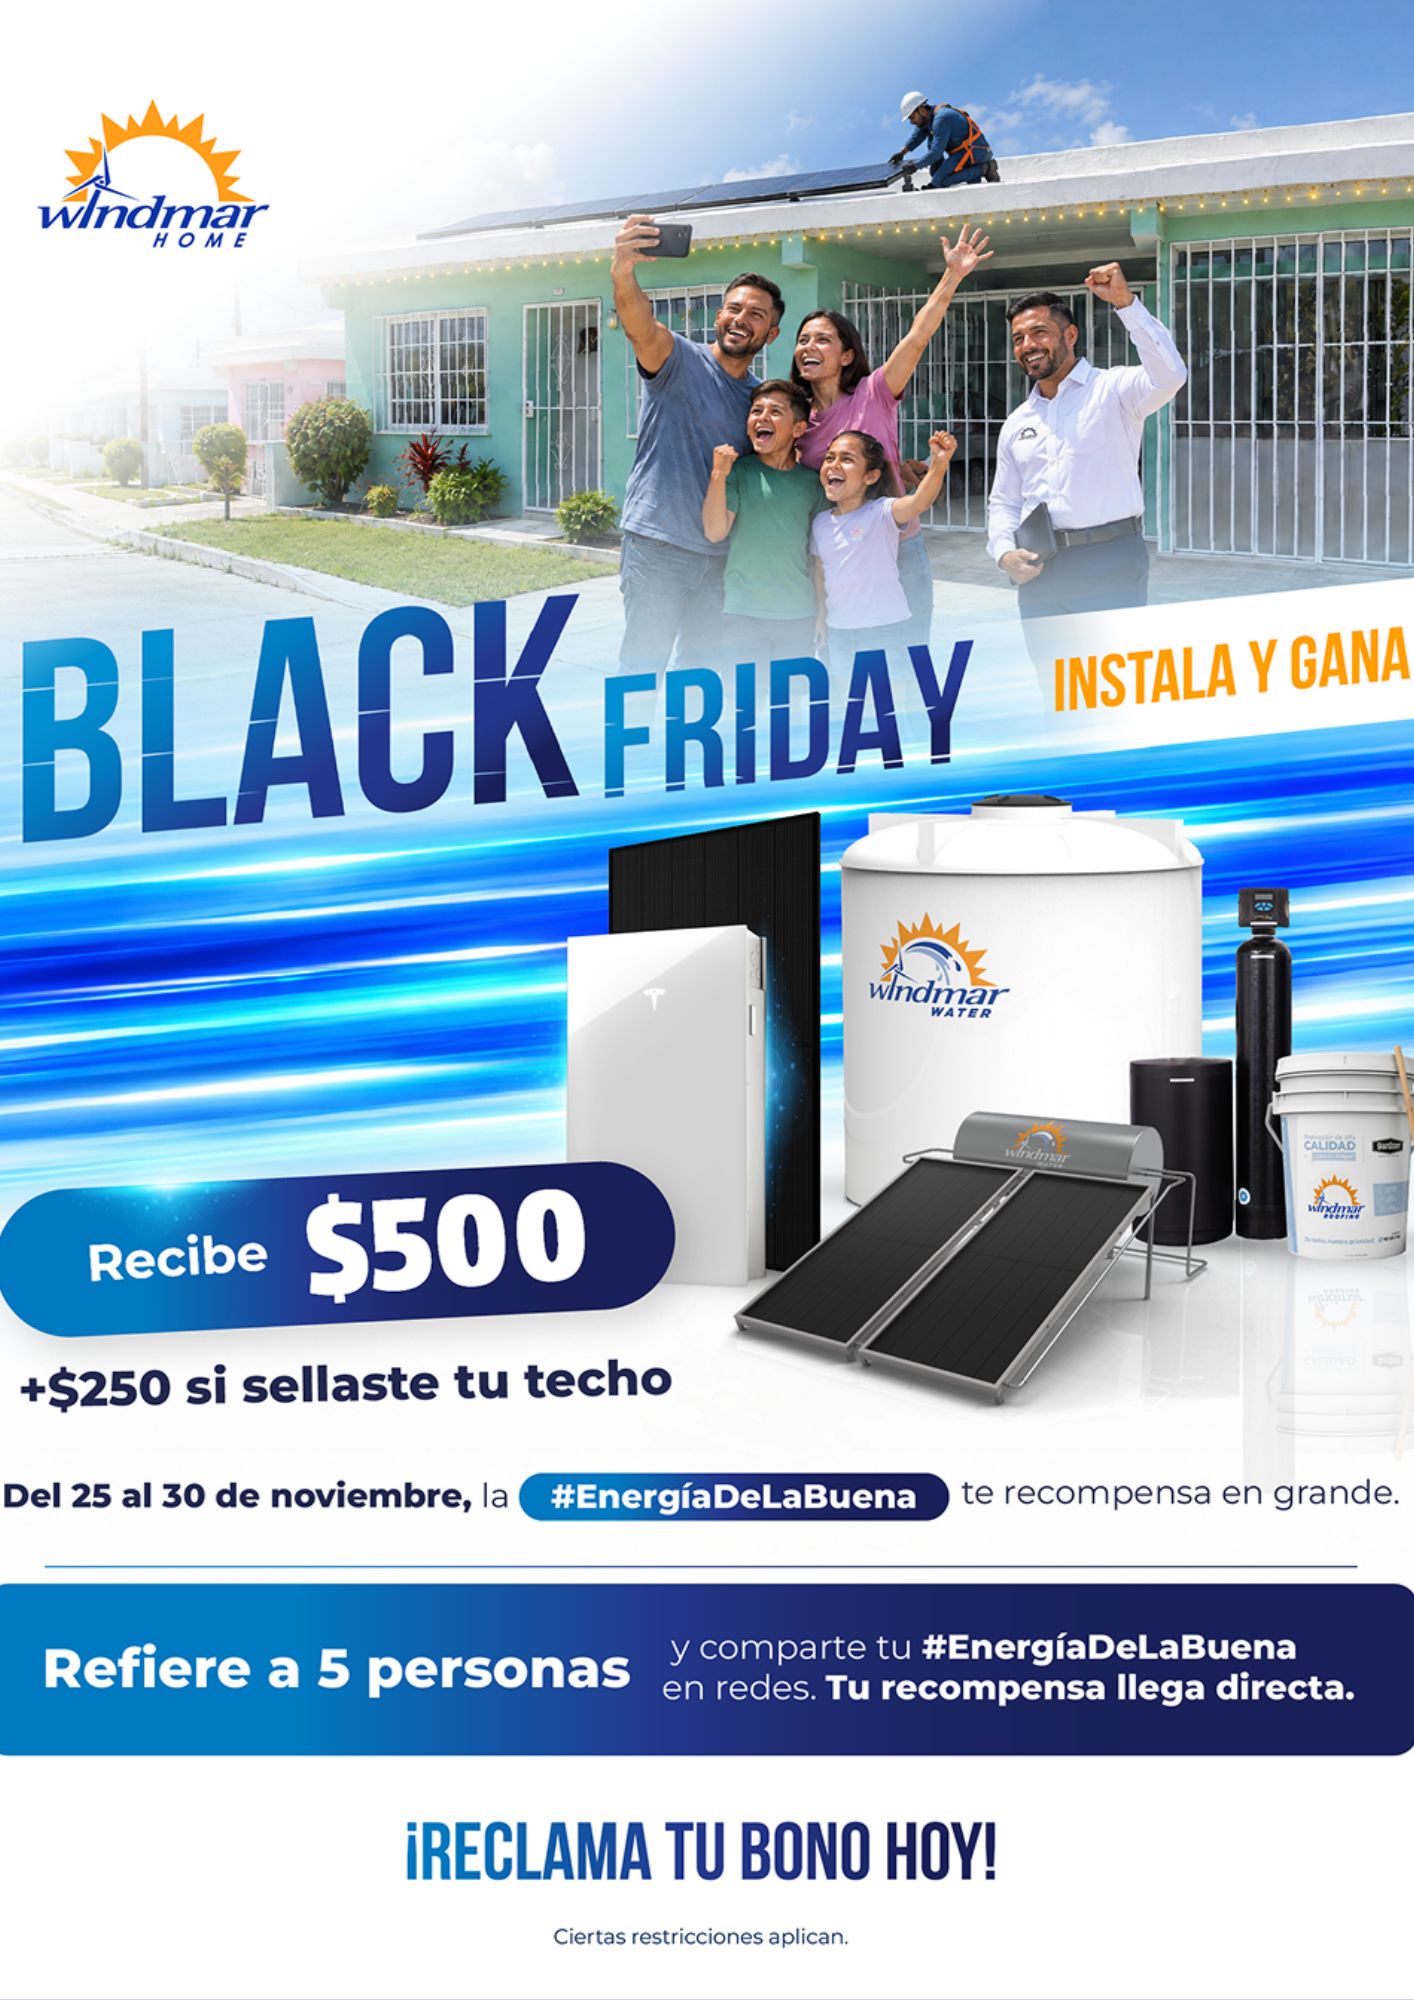 windmar
HOME
BLACK FRIDAY
INSTALA Y GANA
windmar
WATER
windmar
WATER
CALIDAD
windmar
ROOFING
Recibe $500
+$250 si sellaste tu techo
Del 25 al 30 de noviembre, la #EnergíaDeLaBuena te recompensa en grande.
Refiere a 5 personas
y comparte tu #EnergíaDeLaBuena
en redes. Tu recompensa llega directa.
¡RECLAMA TU BONO HOY!
Ciertas restricciones aplican.